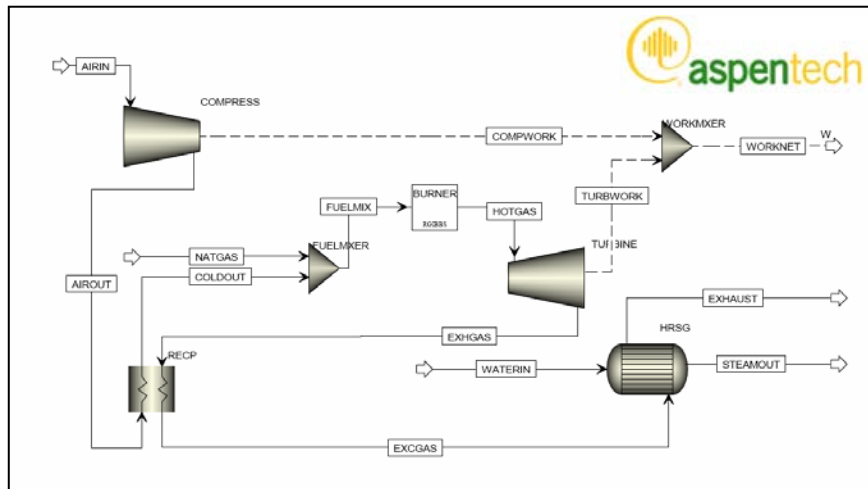 aspentech
AIRIN
COMPRESS
COMPWORK
WORKMXER
WORKNET
W
TURBWORK
FUELMIX
BURNER
HOTGAS
FUELMXER
TURBINE
NATGAS
COLDOUT
AIROUT
EXHAUST
HRSG
EXHGAS
RECP
WATERIN
STEAMOUT
EXCGAS